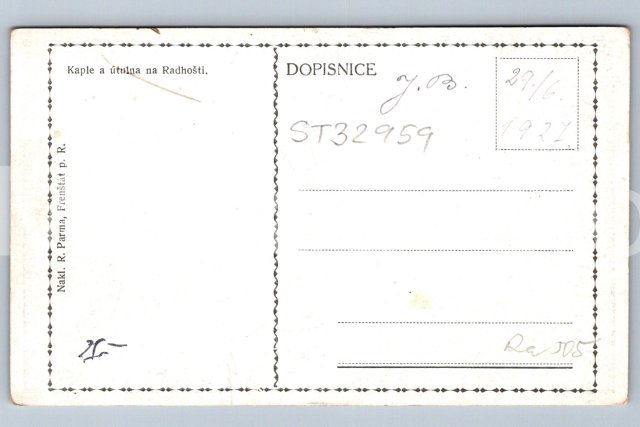 Kaple a útulna na Radhošti.
Nakl. R. Parma, Frenštát p. R.
DOPISNICE
J. B.
29/6.
1927.
ST32959
Ra 505